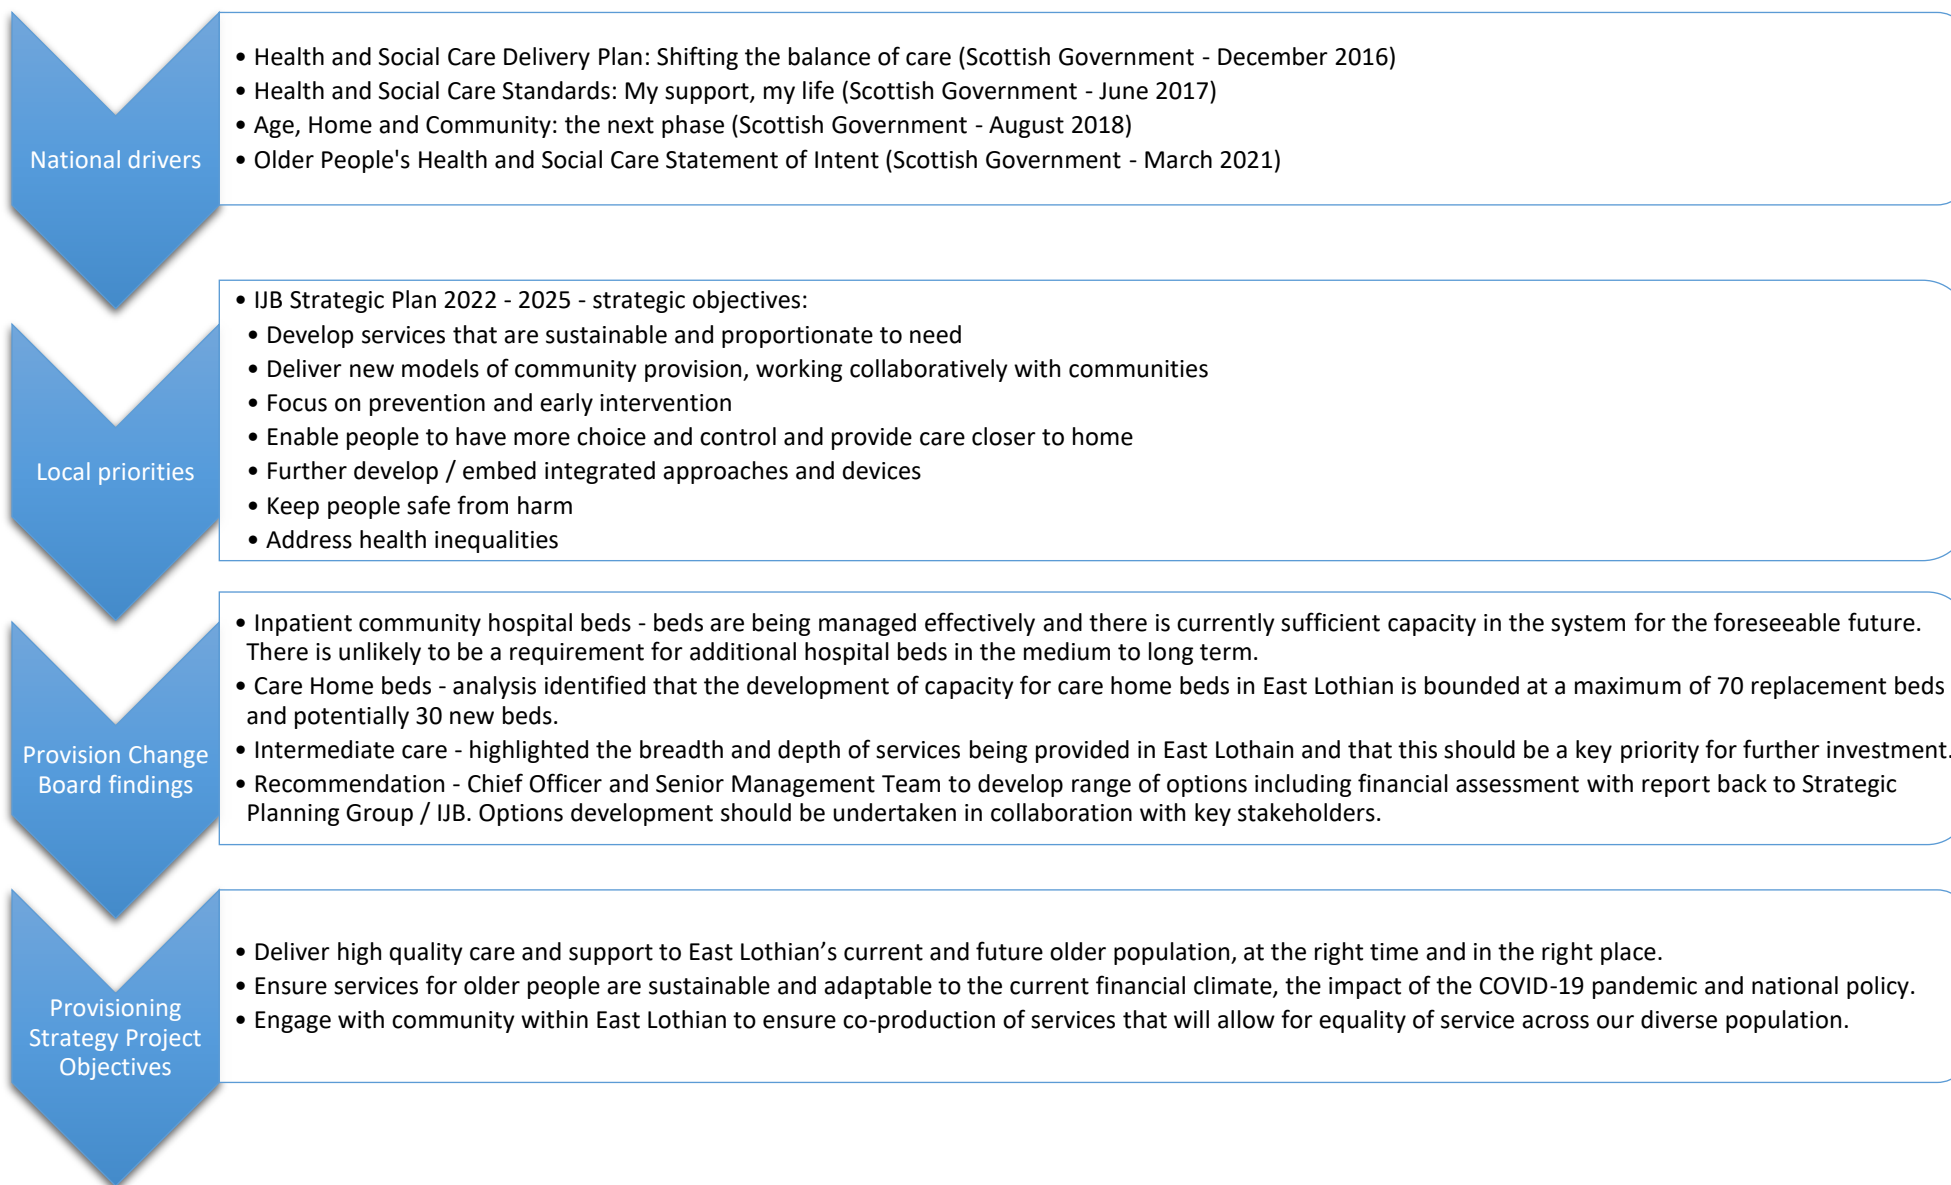 National drivers
• Health and Social Care Delivery Plan: Shifting the balance of care (Scottish Government - December 2016)
• Health and Social Care Standards: My support, my life (Scottish Government - June 2017)
• Age, Home and Community: the next phase (Scottish Government - August 2018)
• Older People's Health and Social Care Statement of Intent (Scottish Government - March 2021)
Local priorities
• IJB Strategic Plan 2022 - 2025 - strategic objectives:
• Develop services that are sustainable and proportionate to need
• Deliver new models of community provision, working collaboratively with communities
• Focus on prevention and early intervention
• Enable people to have more choice and control and provide care closer to home
• Further develop / embed integrated approaches and devices
• Keep people safe from harm
• Address health inequalities
Provision Change
Board findings
• Inpatient community hospital beds - beds are being managed effectively and there is currently sufficient capacity in the system for the foreseeable future.
There is unlikely to be a requirement for additional hospital beds in the medium to long term.
• Care Home beds - analysis identified that the development of capacity for care home beds in East Lothian is bounded at a maximum of 70 replacement beds
and potentially 30 new beds.
• Intermediate care - highlighted the breadth and depth of services being provided in East Lothain and that this should be a key priority for further investment.
• Recommendation - Chief Officer and Senior Management Team to develop range of options including financial assessment with report back to Strategic
Planning Group / IJB. Options development should be undertaken in collaboration with key stakeholders.
Provisioning
Strategy Project
Objectives
• Deliver high quality care and support to East Lothian’s current and future older population, at the right time and in the right place.
• Ensure services for older people are sustainable and adaptable to the current financial climate, the impact of the COVID-19 pandemic and national policy.
• Engage with community within East Lothian to ensure co-production of services that will allow for equality of service across our diverse population.